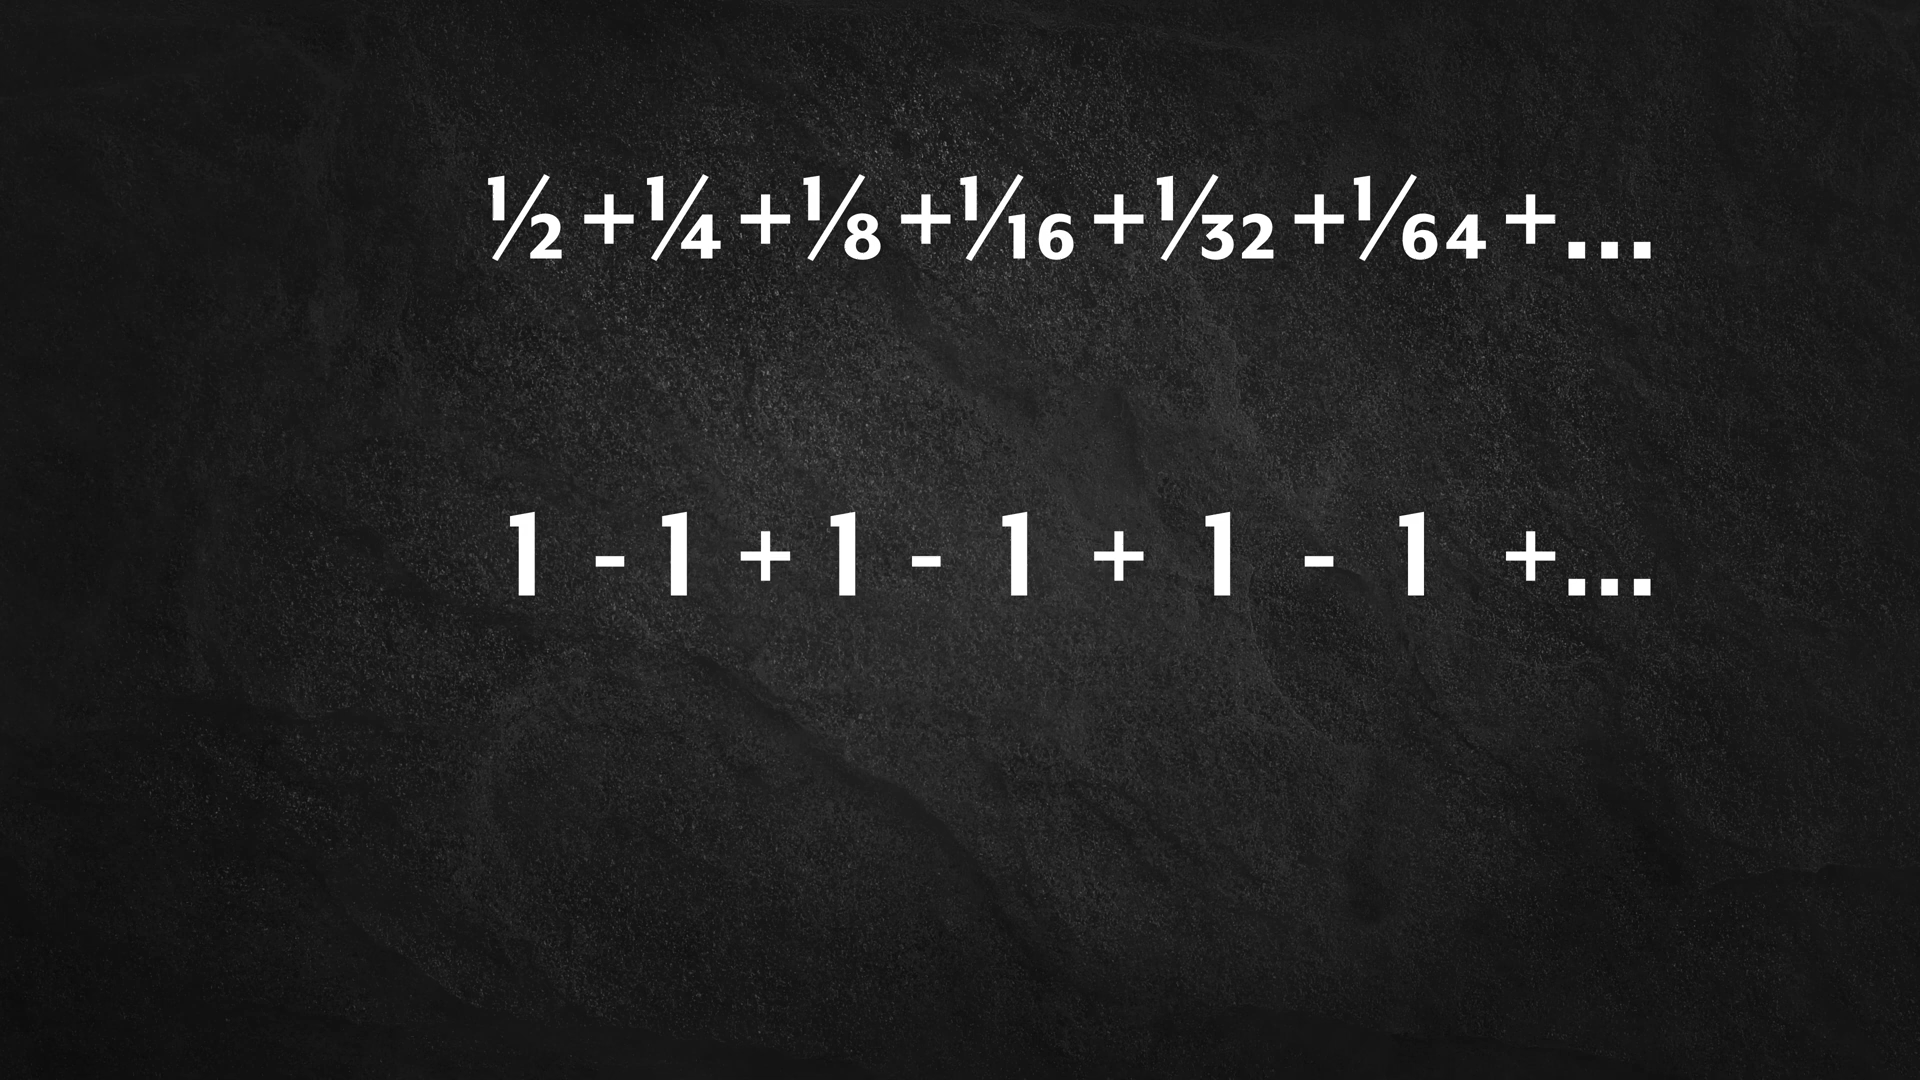 ½ + ¼ + ⅛ + 1⁄16 + 1⁄32 + 1⁄64 + ...
1 - 1 + 1 - 1 + 1 - 1 + ...